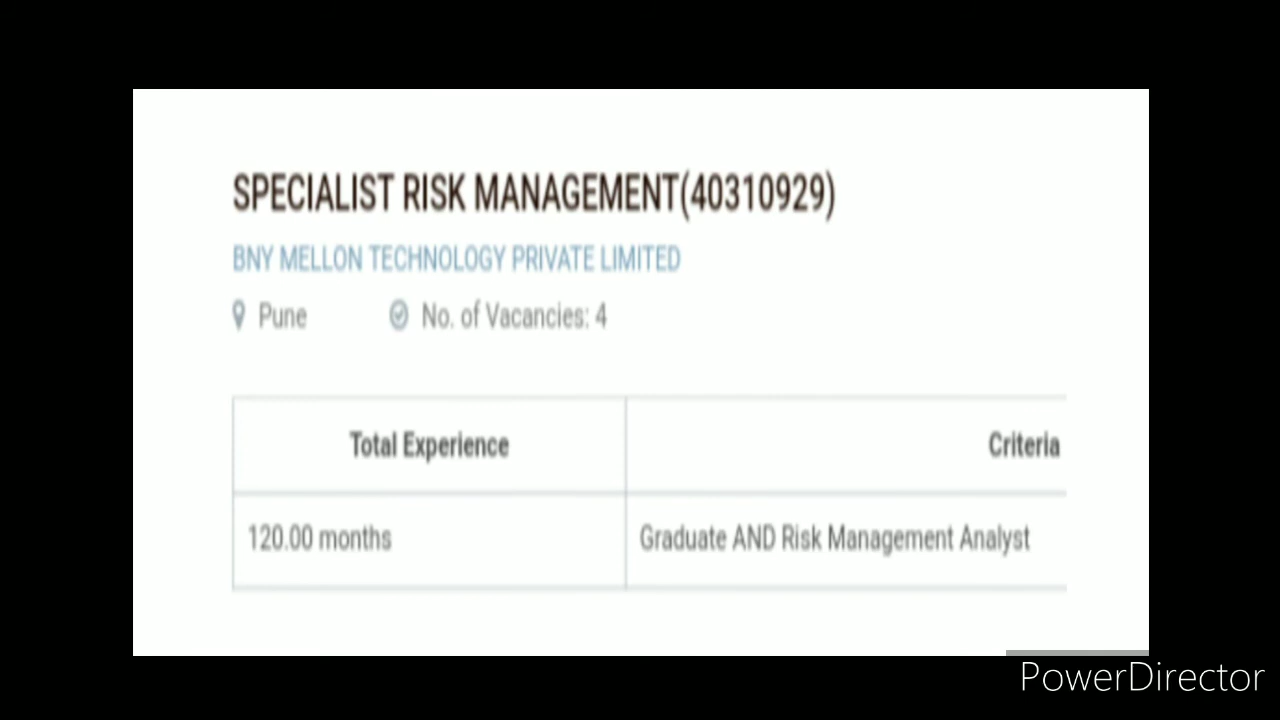 SPECIALIST RISK MANAGEMENT(40310929)
BNY MELLON TECHNOLOGY PRIVATE LIMITED
Pune No. of Vacancies: 4
Total Experience Criteria
120.00 months Graduate AND Risk Management Analyst
PowerDirector